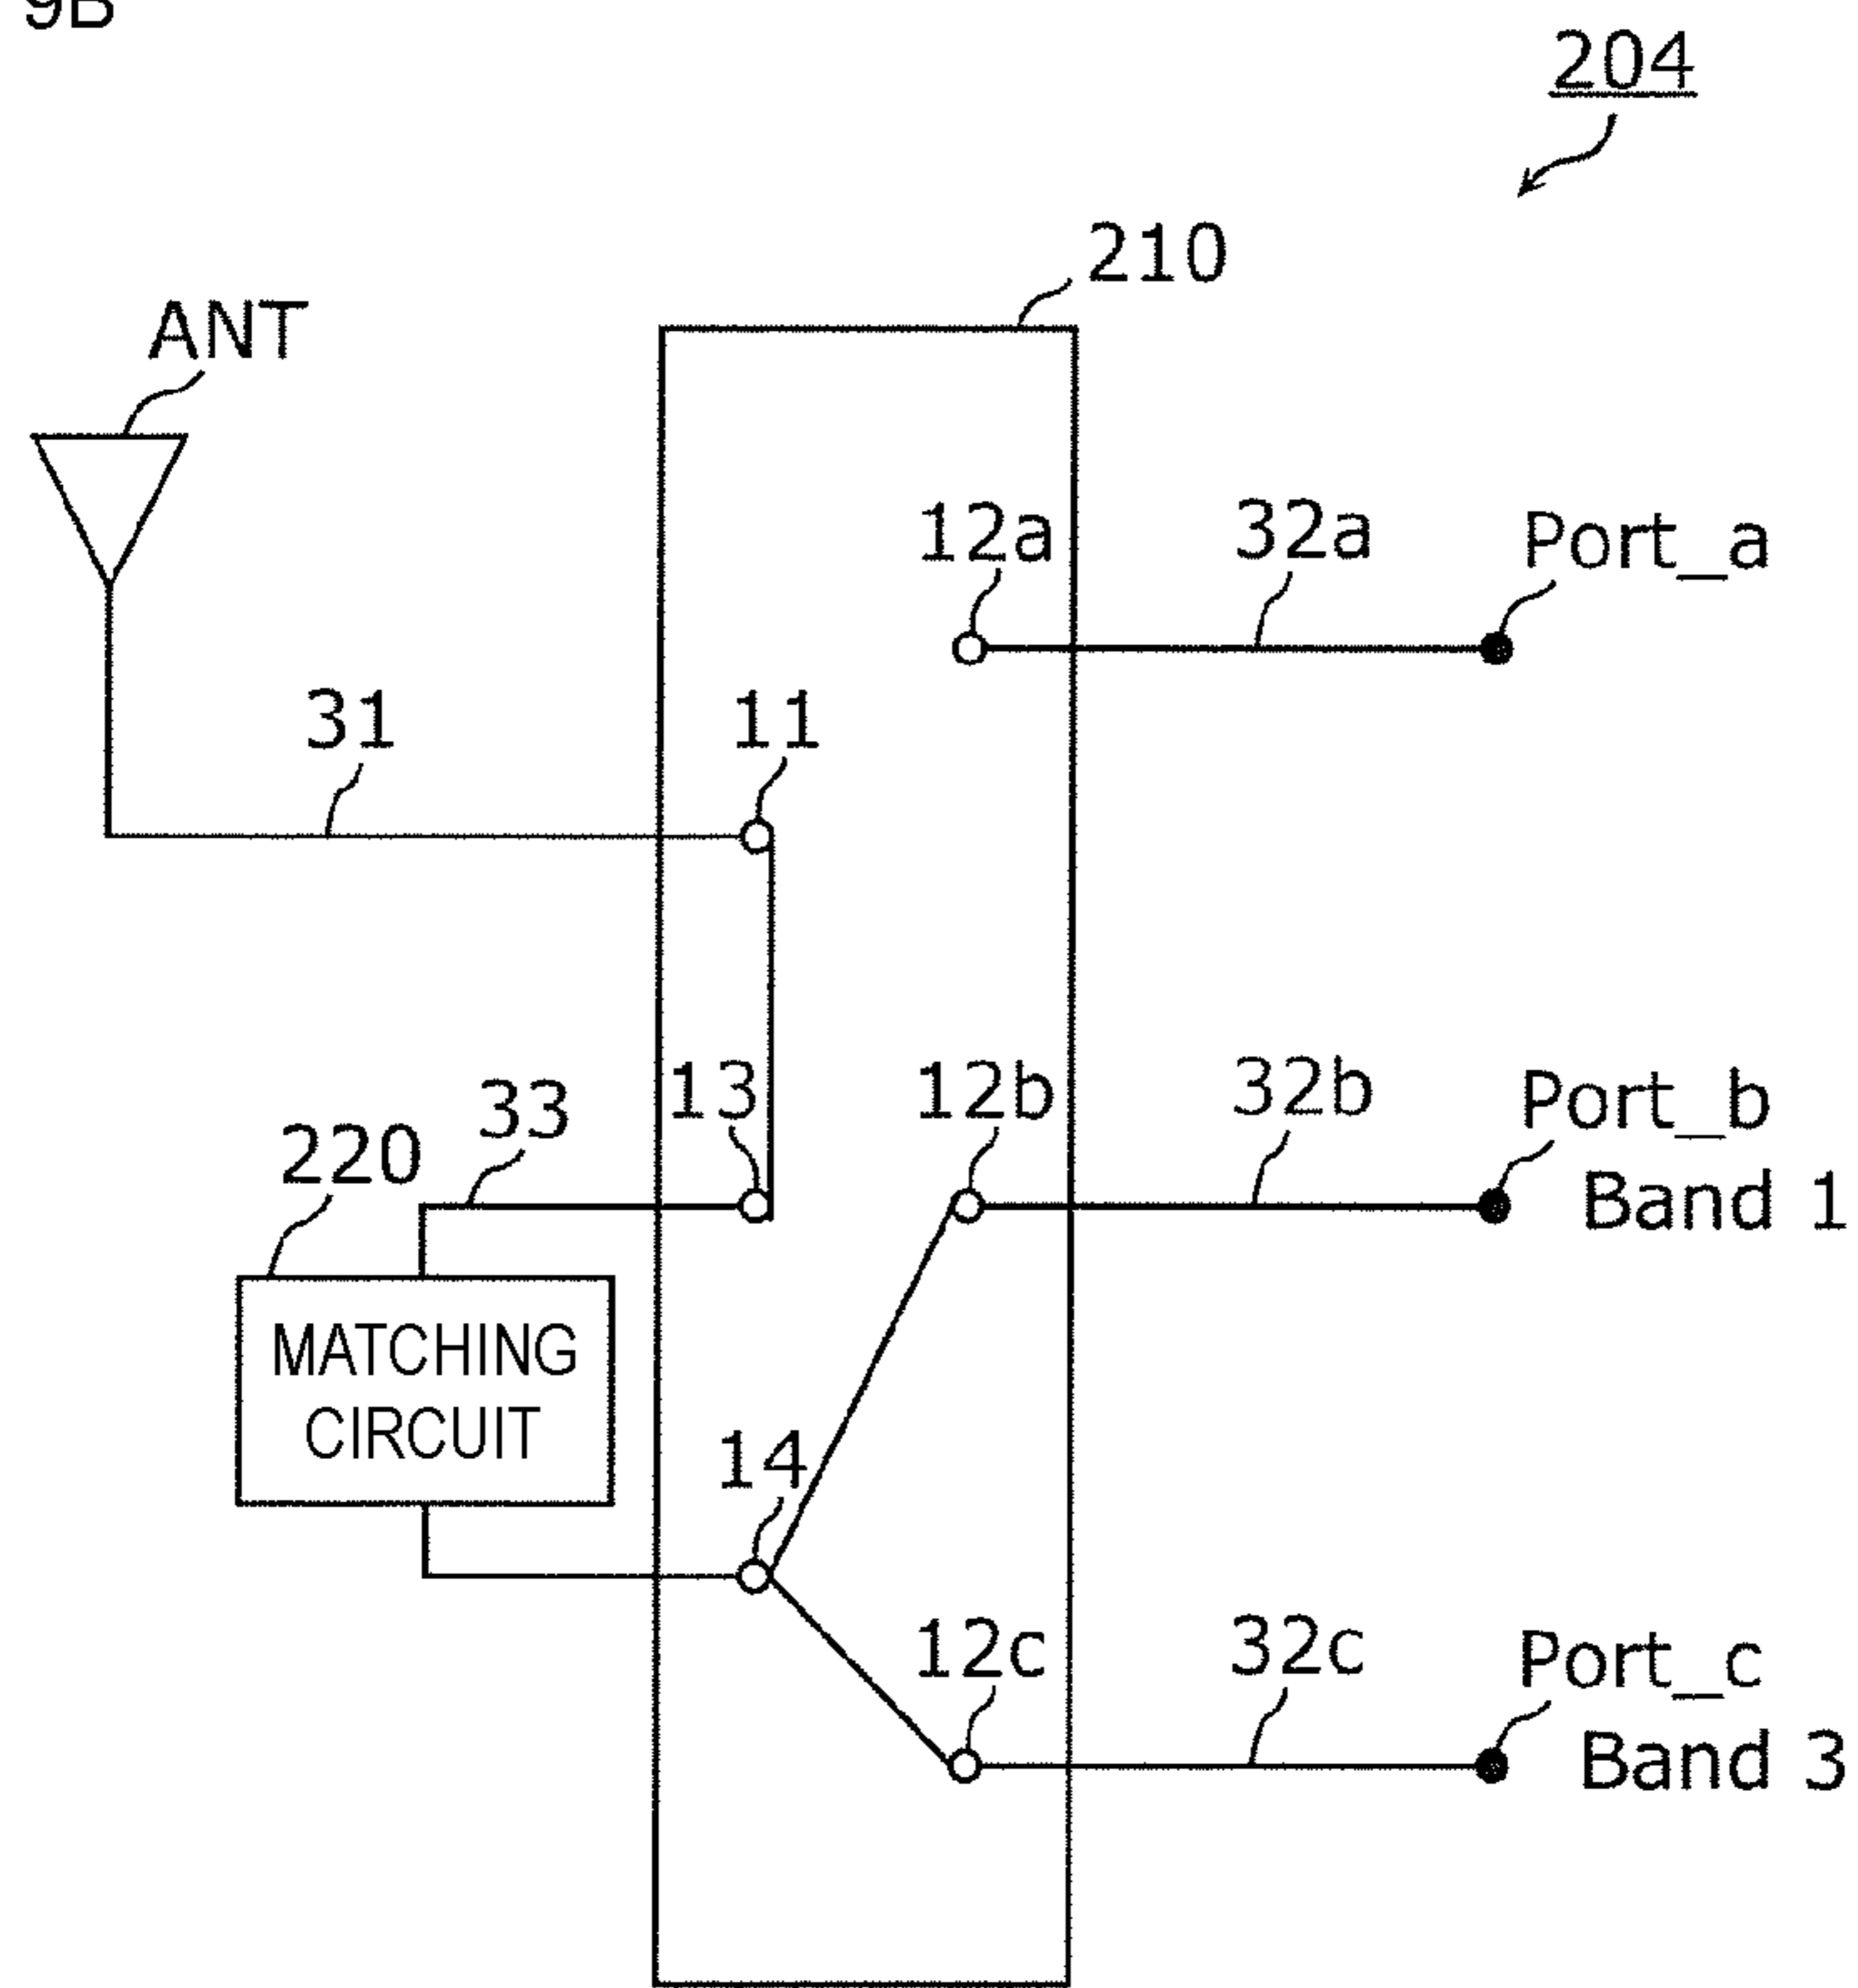 9B
204
210
ANT
12a
32a
Port_a
31
11
13
12b
32b
Port_b
Band 1
33
220
MATCHING
CIRCUIT
14
12c
32c
Port_c
Band 3